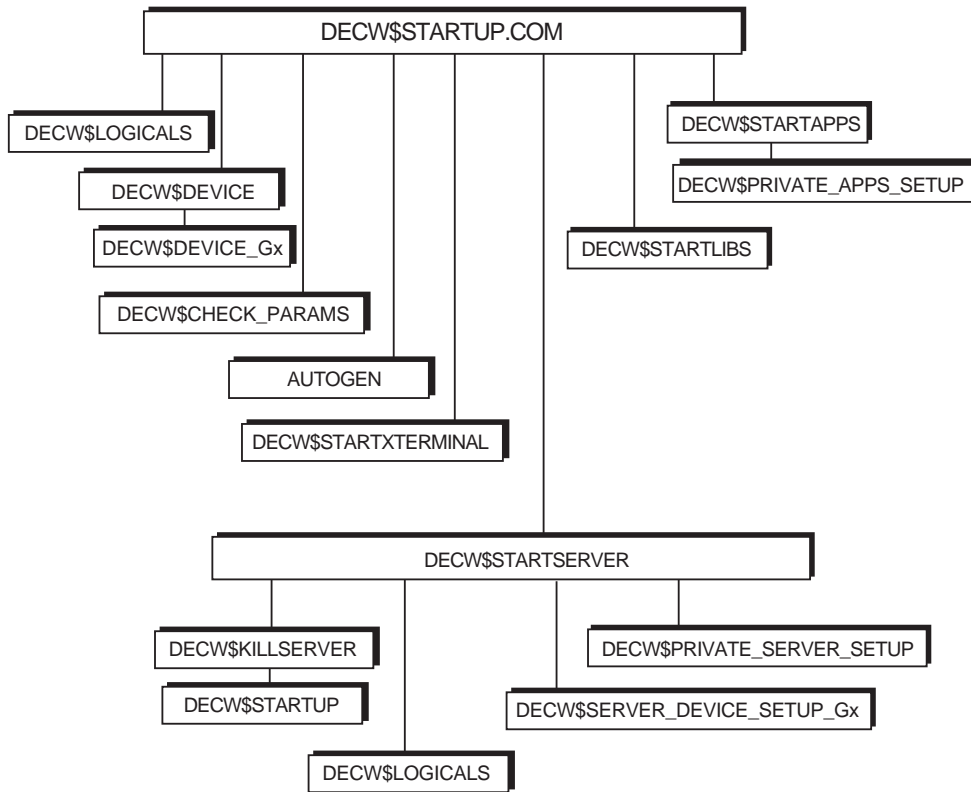 DECW$STARTUP.COM
DECW$LOGICALS
DECW$STARTAPPS
DECW$DEVICE
DECW$PRIVATE_APPS_SETUP
DECW$DEVICE_Gx
DECW$STARTLIBS
DECW$CHECK_PARAMS
AUTOGEN
DECW$STARTXTERMINAL
DECW$STARTSERVER
DECW$KILLSERVER
DECW$PRIVATE_SERVER_SETUP
DECW$STARTUP
DECW$SERVER_DEVICE_SETUP_Gx
DECW$LOGICALS